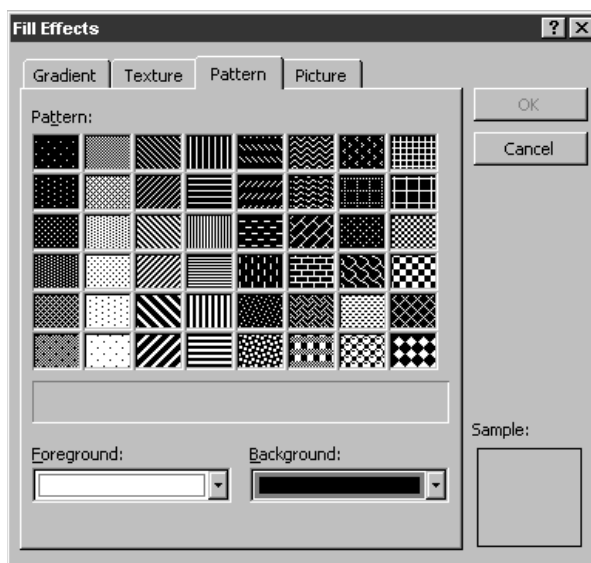 Fill Effects
Gradient Texture Pattern Picture
Pattern:
OK
Cancel
Sample:
Foreground: Background: